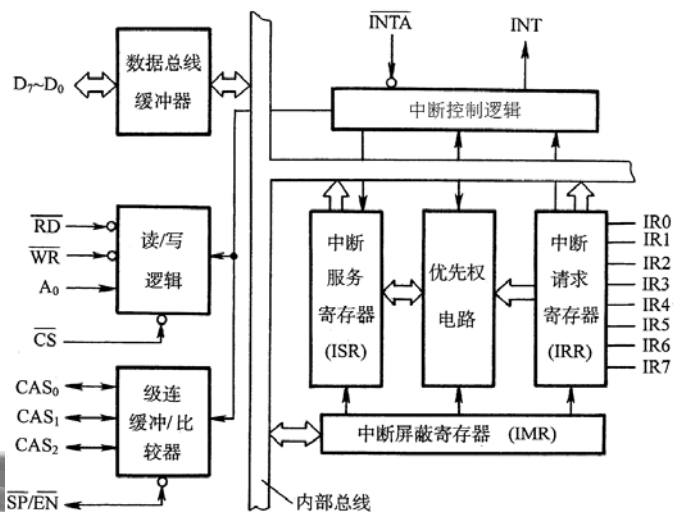 INTA
INT
D₇~D₀
数据总线
缓冲器
中断控制逻辑
RD
WR
A₀
CS
读/写
逻辑
中断
服务
寄存器
(ISR)
优先权
电路
中断
请求
寄存器
(IRR)
IR0
IR1
IR2
IR3
IR4
IR5
IR6
IR7
CAS₀
CAS₁
CAS₂
SP/EN
级连
缓冲/比
较器
中断屏蔽寄存器 (IMR)
内部总线